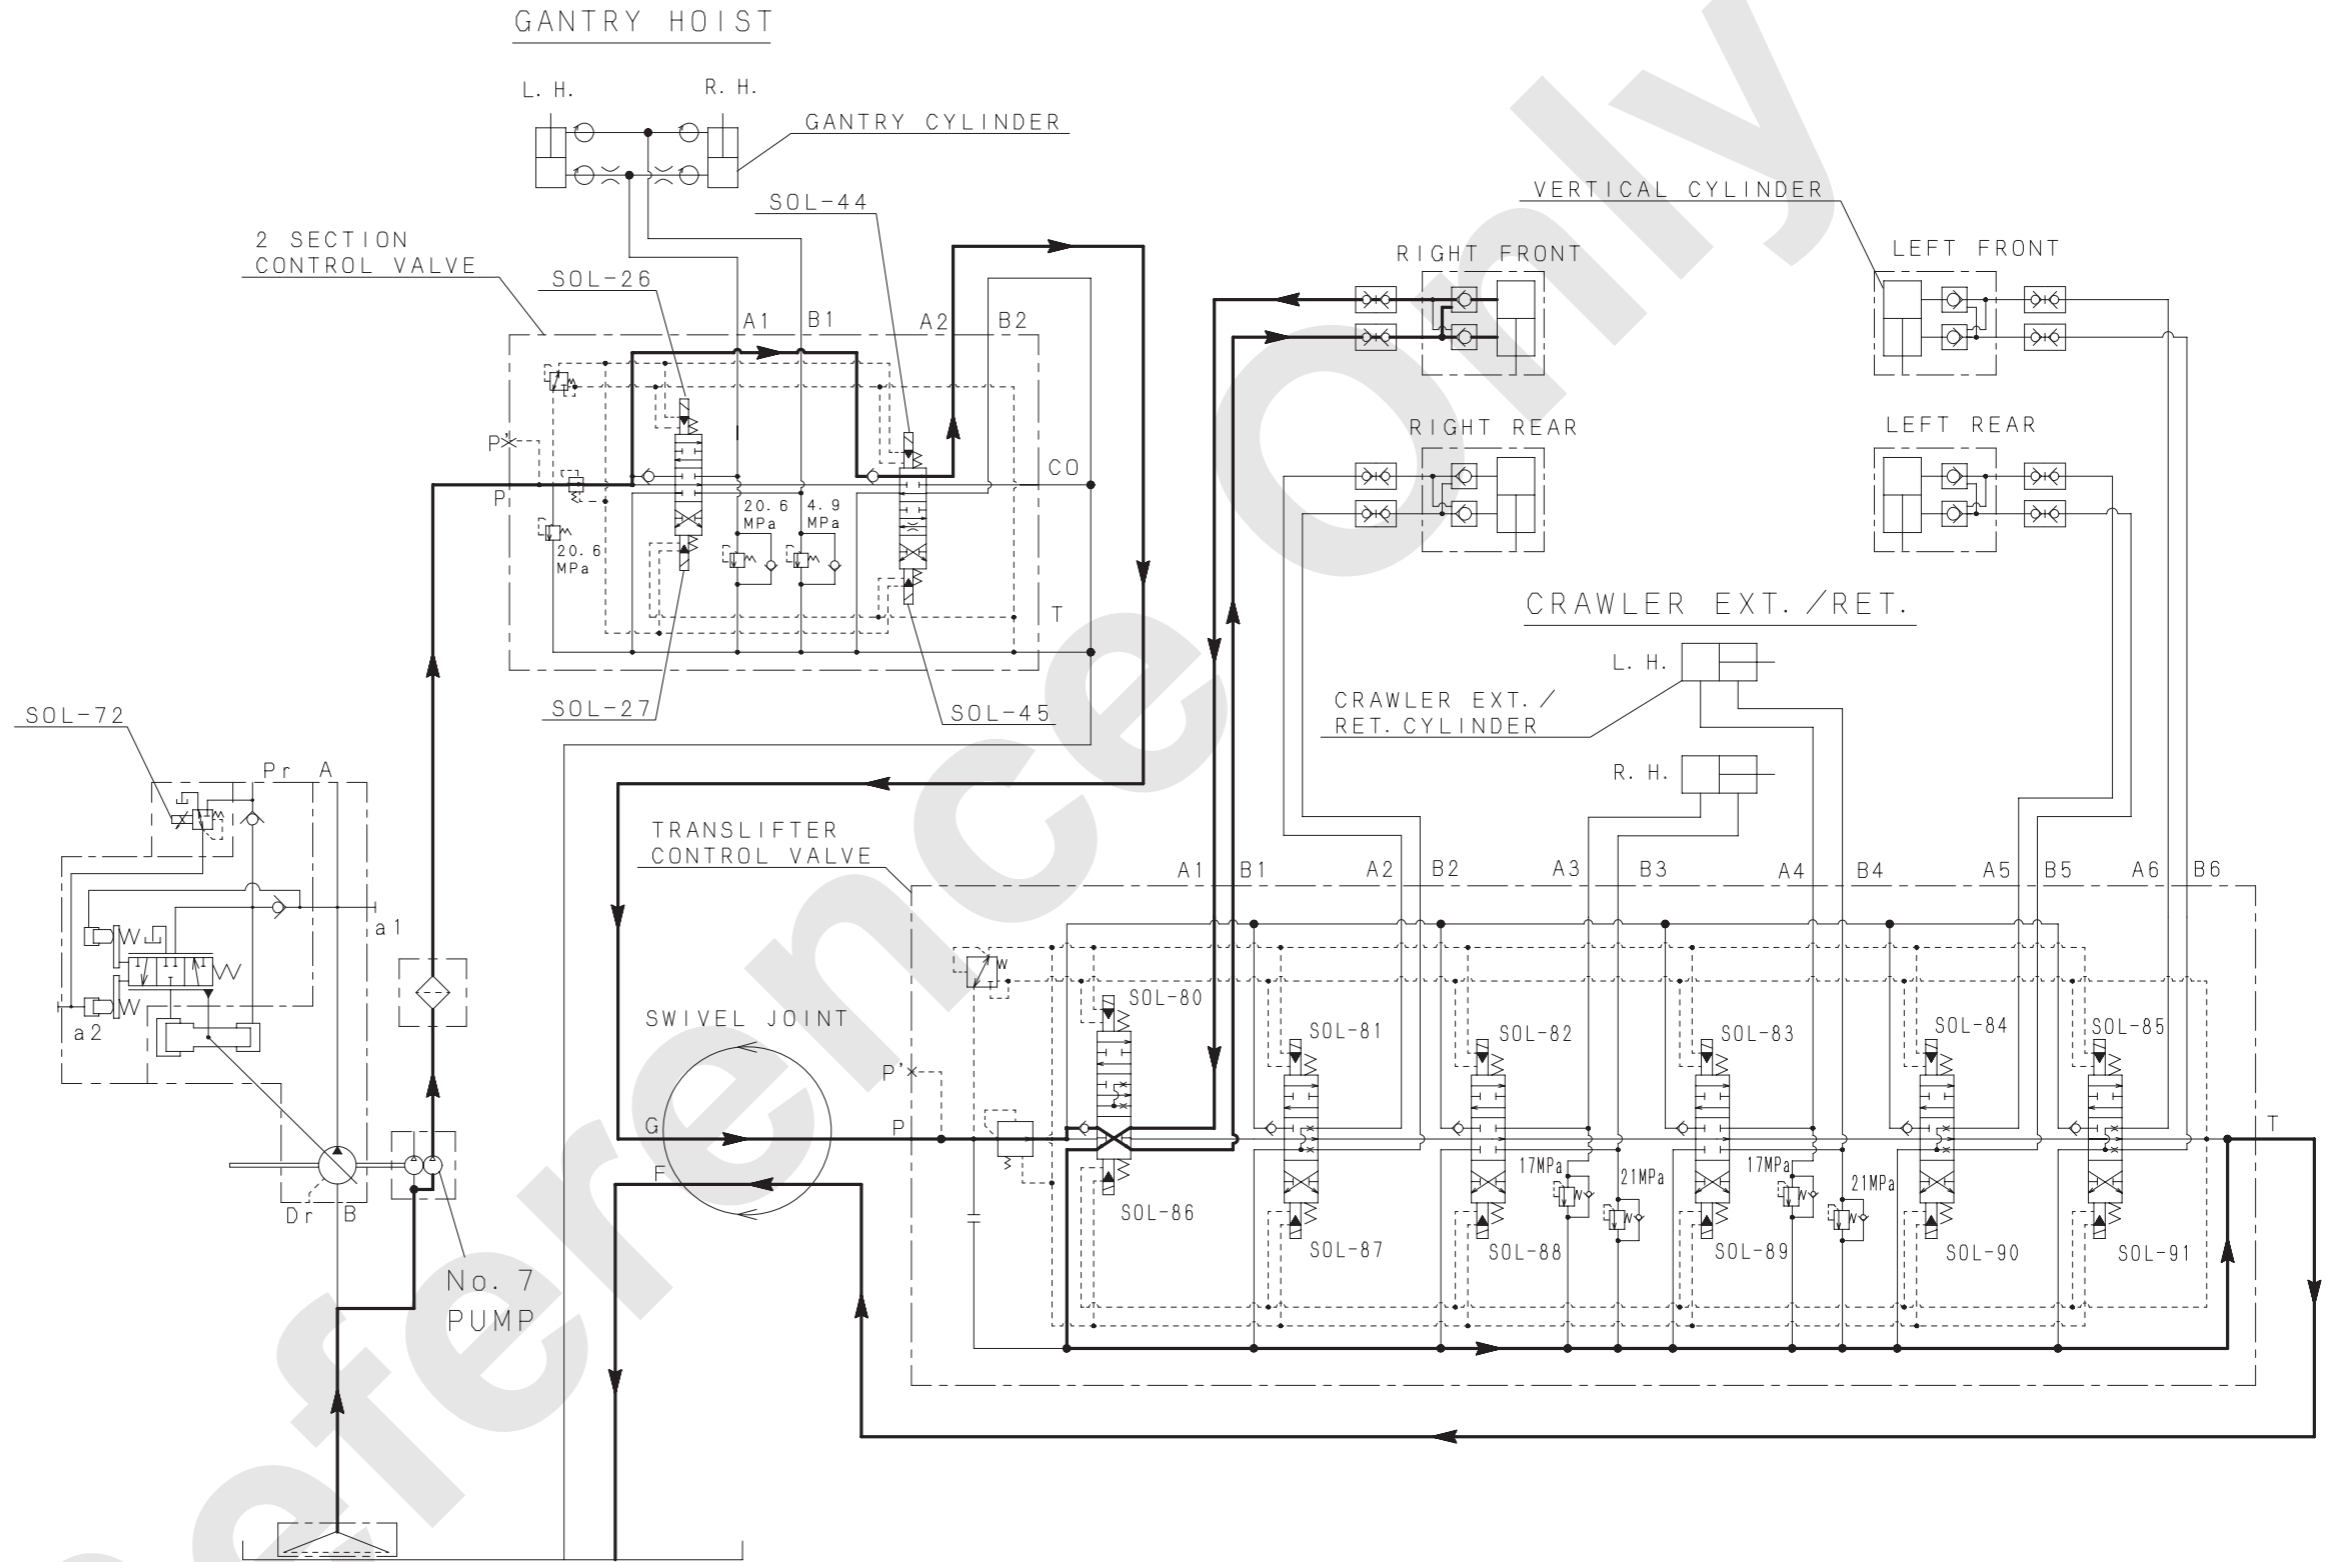 GANTRY HOIST
L. H.
R. H.
GANTRY CYLINDER
SOL-44
2 SECTION
CONTROL VALVE
SOL-26
A1
B1
A2
B2
P'
P
CO
20. 6
MPa
4. 9
MPa
20. 6
MPa
T
SOL-27
SOL-45
VERTICAL CYLINDER
RIGHT FRONT
LEFT FRONT
RIGHT REAR
LEFT REAR
CRAWLER EXT. /RET.
L. H.
CRAWLER EXT. /
RET. CYLINDER
R. H.
SOL-72
Pr
A
a1
a2
Dr
B
No. 7
PUMP
TRANSLIFTER
CONTROL VALVE
SWIVEL JOINT
G
F
A1
B1
A2
B2
A3
B3
A4
B4
A5
B5
A6
B6
P'
P
SOL-80
SOL-81
SOL-82
SOL-83
SOL-84
SOL-85
T
17MPa
21MPa
17MPa
21MPa
SOL-86
SOL-87
SOL-88
SOL-89
SOL-90
SOL-91
Reference Only